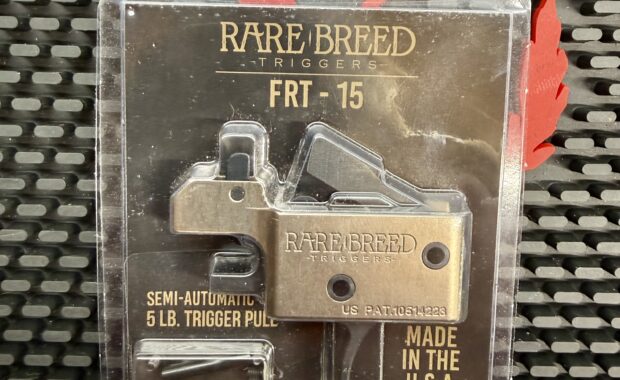 RARE BREED
-TRIGGERS-
FRT - 15
RARE BREED
-TRIGGERS-
US PAT.10514223
SEMI-AUTOMATIC
5 LB. TRIGGER PULL
MADE
IN THE
U.S.A.